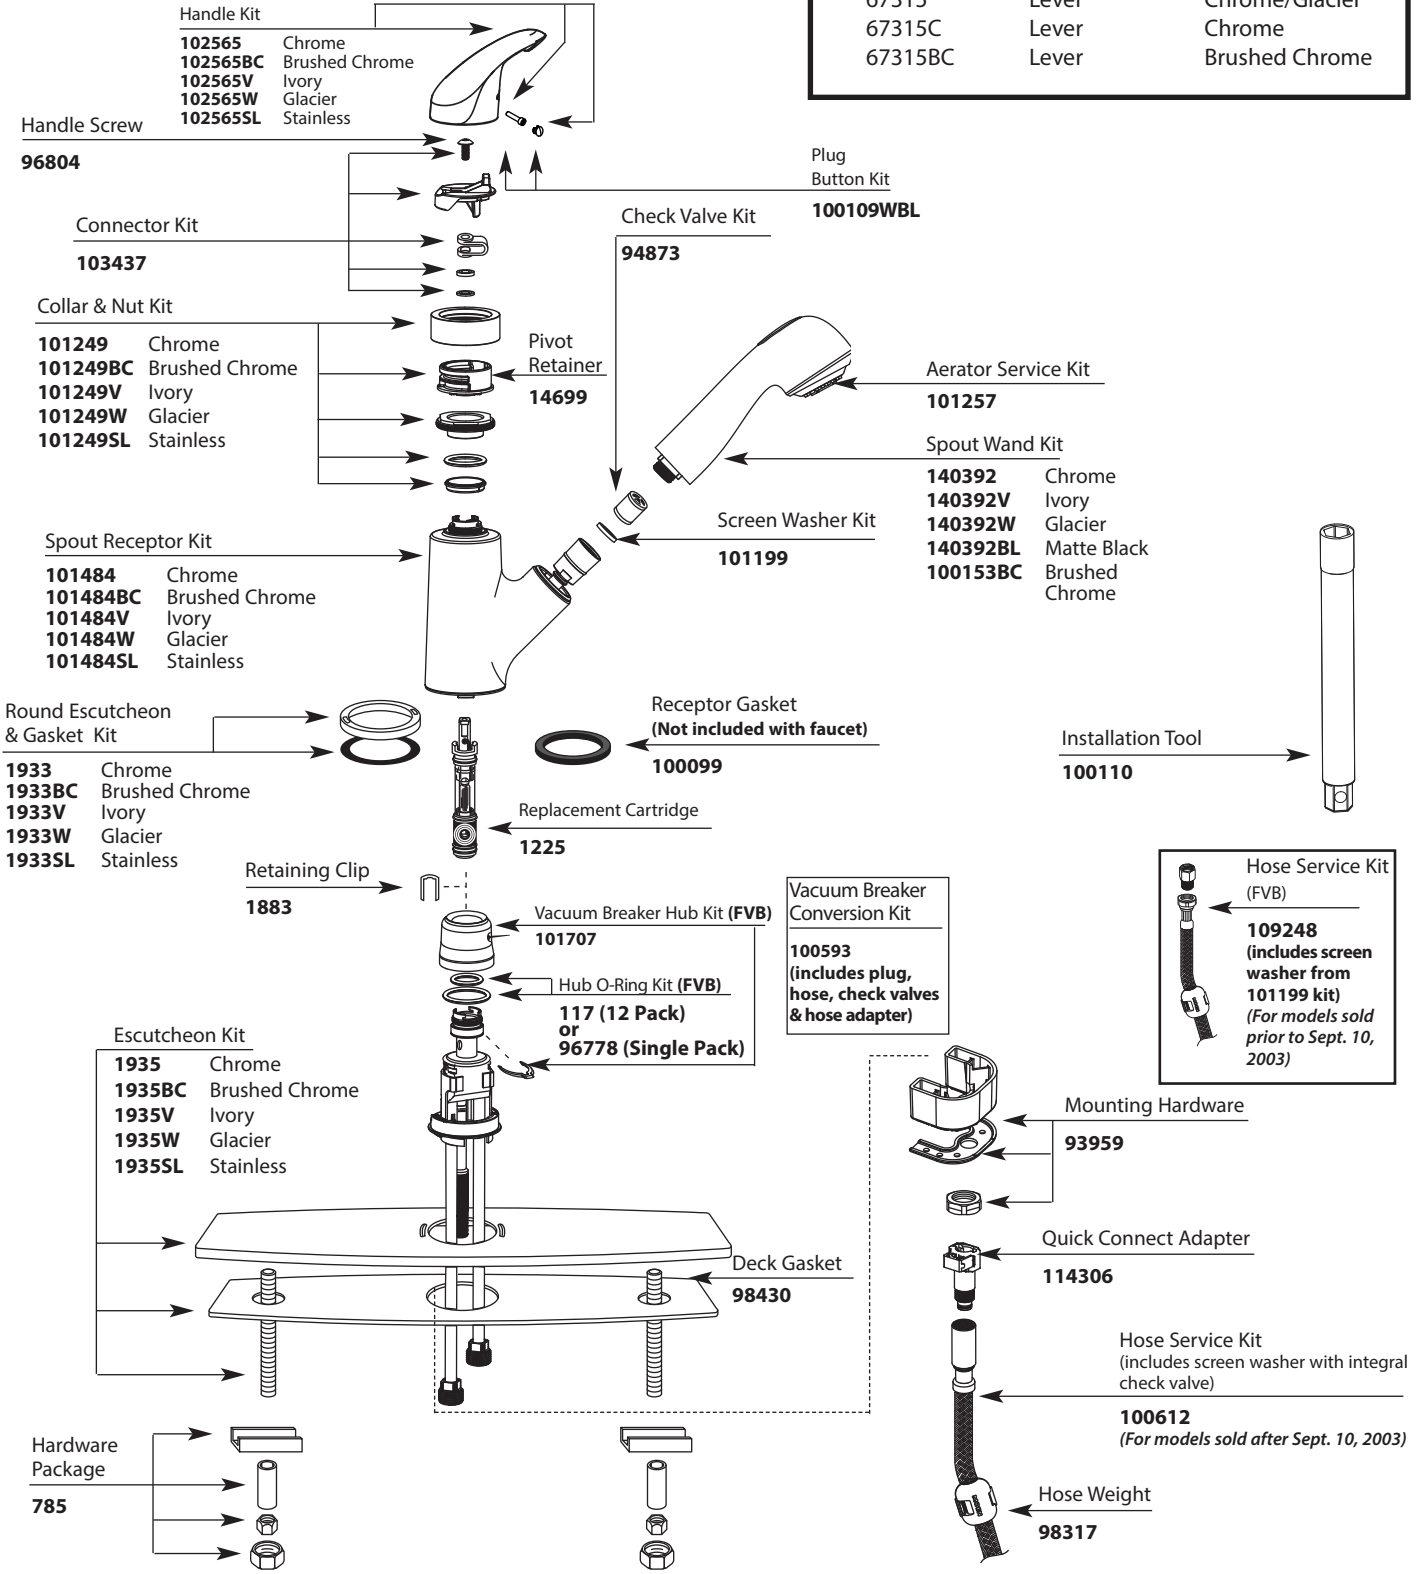 67315 Lever Chrome/Glacier
67315C Lever Chrome
67315BC Lever Brushed Chrome
Handle Kit
102565 Chrome
102565BC Brushed Chrome
102565V Ivory
102565W Glacier
102565SL Stainless
Handle Screw
96804
Plug
Button Kit
100109WBL
Connector Kit
103437
Check Valve Kit
94873
Collar & Nut Kit
101249 Chrome
101249BC Brushed Chrome
101249V Ivory
101249W Glacier
101249SL Stainless
Pivot
Retainer
14699
Aerator Service Kit
101257
Spout Wand Kit
140392 Chrome
140392V Ivory
140392W Glacier
140392BL Matte Black
100153BC Brushed
Chrome
Screen Washer Kit
101199
Spout Receptor Kit
101484 Chrome
101484BC Brushed Chrome
101484V Ivory
101484W Glacier
101484SL Stainless
Round Escutcheon
& Gasket Kit
1933 Chrome
1933BC Brushed Chrome
1933V Ivory
1933W Glacier
1933SL Stainless
Receptor Gasket
(Not included with faucet)
100099
Installation Tool
100110
Replacement Cartridge
1225
Retaining Clip
1883
Vacuum Breaker Hub Kit (FVB)
101707
Hub O-Ring Kit (FVB)
117 (12 Pack)
or
96778 (Single Pack)
Vacuum Breaker
Conversion Kit
100593
(includes plug,
hose, check valves
& hose adapter)
Hose Service Kit
(FVB)
109248
(includes screen
washer from
101199 kit)
(For models sold
prior to Sept. 10,
2003)
Escutcheon Kit
1935 Chrome
1935BC Brushed Chrome
1935V Ivory
1935W Glacier
1935SL Stainless
Mounting Hardware
93959
Quick Connect Adapter
114306
Deck Gasket
98430
Hose Service Kit
(includes screen washer with integral
check valve)
100612
(For models sold after Sept. 10, 2003)
Hardware
Package
785
Hose Weight
98317